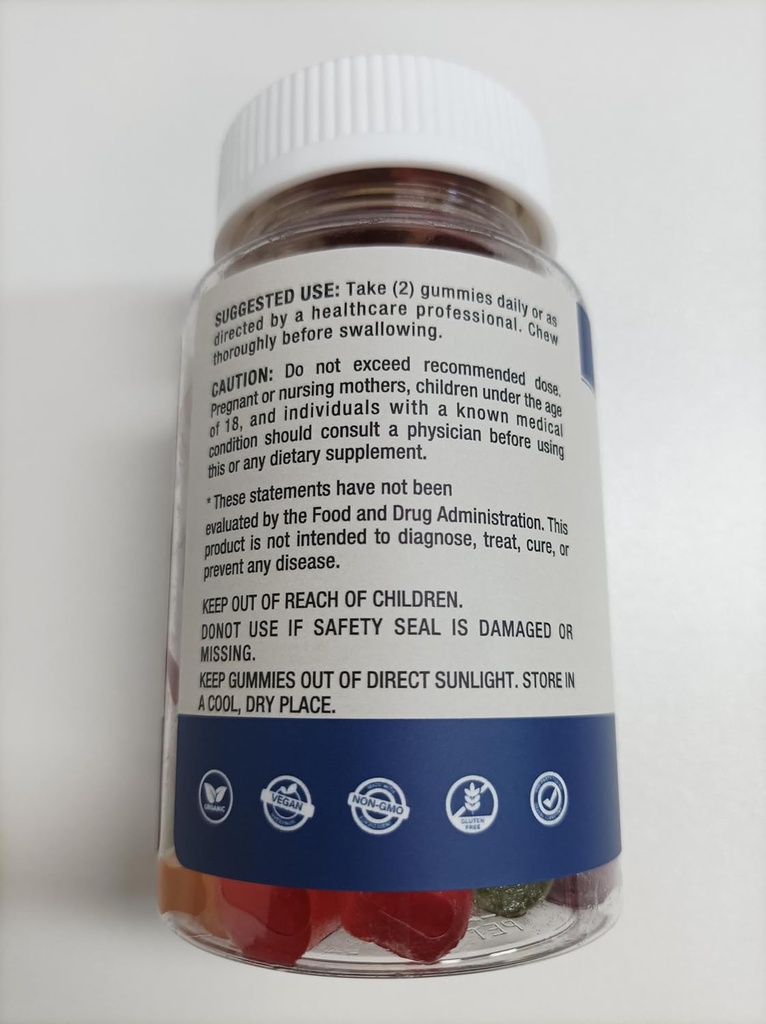 SUGGESTED USE: Take (2) gummies daily or as
directed by a healthcare professional. Chew
thoroughly before swallowing.
CAUTION: Do not exceed recommended dose.
Pregnant or nursing mothers, children under the age
of 18, and individuals with a known medical
condition should consult a physician before using
this or any dietary supplement.
* These statements have not been
evaluated by the Food and Drug Administration. This
product is not intended to diagnose, treat, cure, or
prevent any disease.
KEEP OUT OF REACH OF CHILDREN.
DONOT USE IF SAFETY SEAL IS DAMAGED OR
MISSING.
KEEP GUMMIES OUT OF DIRECT SUNLIGHT. STORE IN
A COOL, DRY PLACE.
ORGANIC
VEGAN
NON-GMO
GLUTEN
FREE